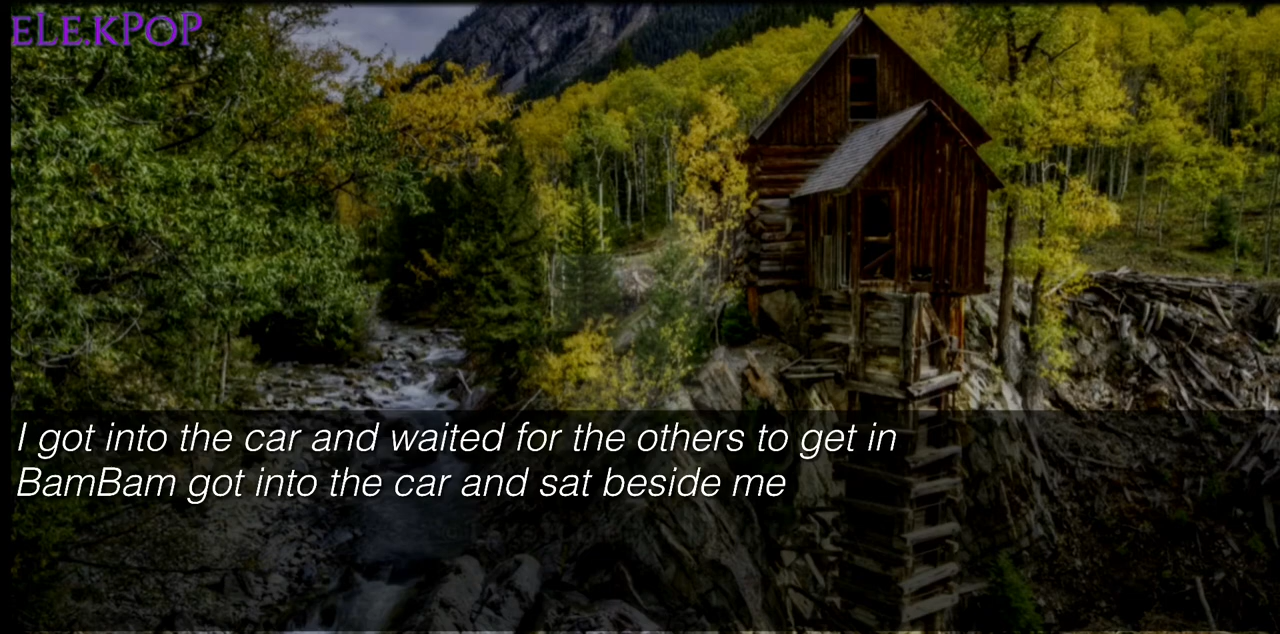 ELE.KPOP
I got into the car and waited for the others to get in
BamBam got into the car and sat beside me